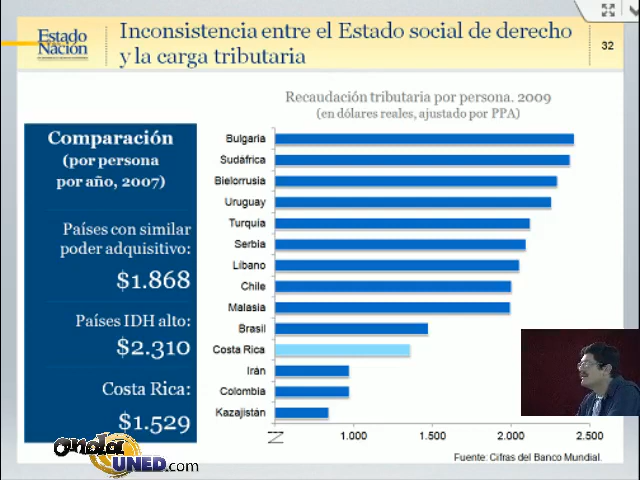 Estado
Nación
Inconsistencia entre el Estado social de derecho
y la carga tributaria
32
Comparación
(por persona
por año, 2007)
Países con similar
poder adquisitivo:
$1.868
Países IDH alto:
$2.310
Costa Rica:
$1.529
Recaudación tributaria por persona. 2009
(en dólares reales, ajustado por PPA)
Bulgaria
Sudáfrica
Bielorrusia
Uruguay
Turquía
Serbia
Líbano
Chile
Malasia
Brasil
Costa Rica
Irán
Colombia
Kazajistán
1.000
1.500
2.000
2.500
Fuente: Cifras del Banco Mundial.
onda
UNED.com